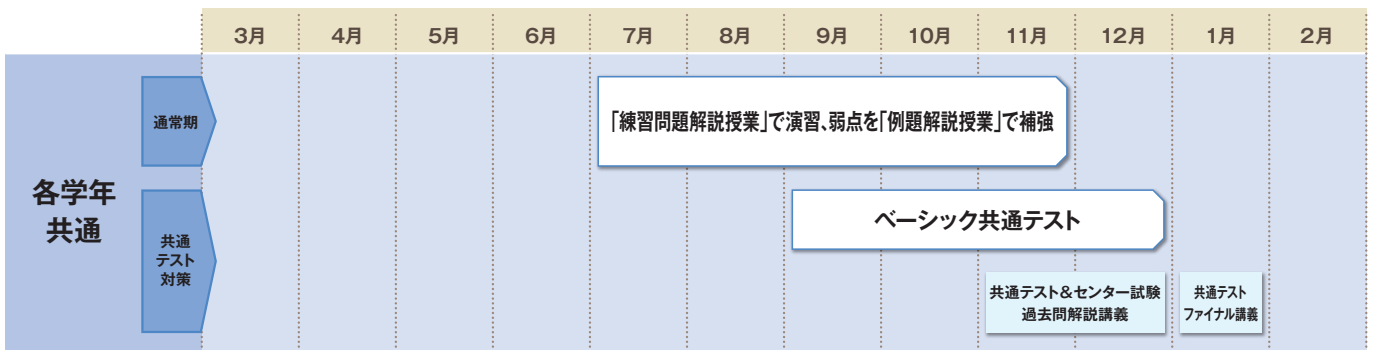 3月 4月 5月 6月 7月 8月 9月 10月 11月 12月 1月 2月
各学年
共通
通常期
「練習問題解説授業」で演習、弱点を「例題解説授業」で補強
共通
テスト
対策
ベーシック共通テスト
共通テスト&センター試験
過去問解説講義
共通テスト
ファイナル講義